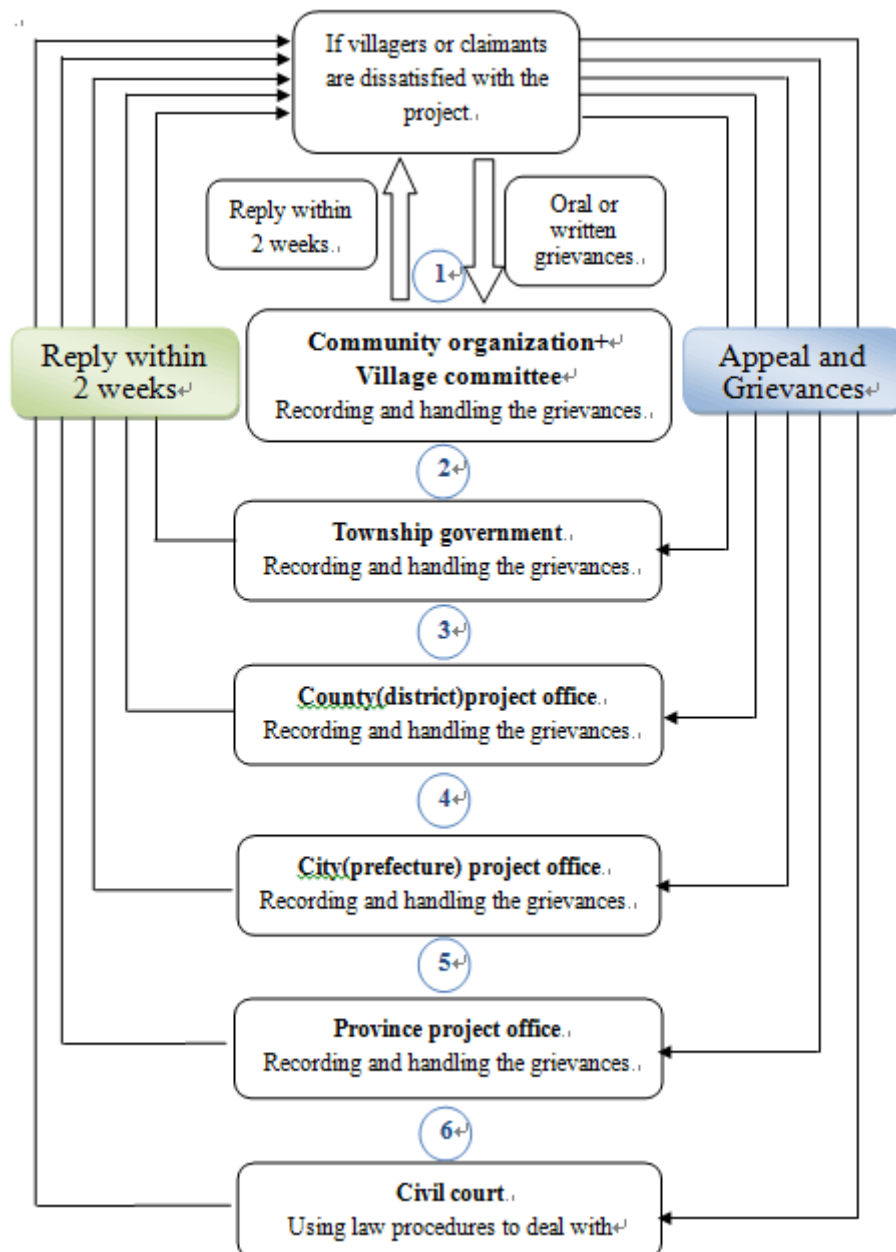 If villagers or claimants
are dissatisfied with the
project.
Reply within
2 weeks.
Oral or
written
grievances.
1
Community organization+
Village committee
Recording and handling the grievances.
Reply within
2 weeks
Appeal and
Grievances
2
Township government.
Recording and handling the grievances.
3
County(district)project office.
Recording and handling the grievances.
4
City(prefecture) project office.
Recording and handling the grievances.
5
Province project office.
Recording and handling the grievances.
6
Civil court.
Using law procedures to deal with